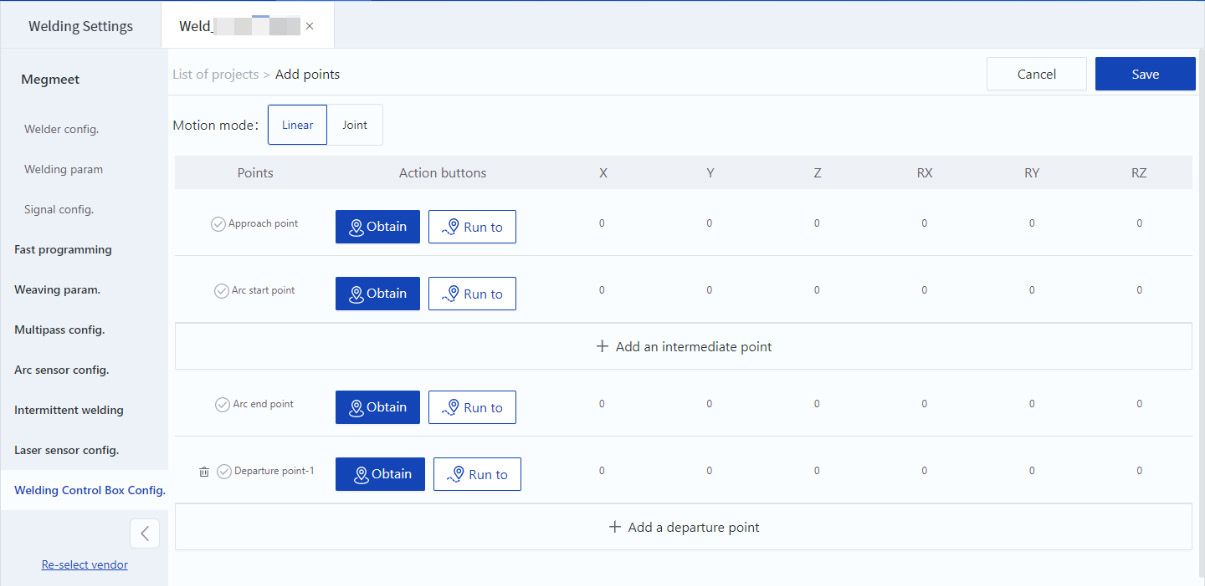 Welding Settings
Weld_
Megmeet
Welder config.
Welding param
Signal config.
Fast programming
Weaving param.
Multipass config.
Arc sensor config.
Intermittent welding
Laser sensor config.
Welding Control Box Config.
Re-select vendor
List of projects > Add points
Cancel
Save
Motion mode:
Linear
Joint
Points Action buttons X Y Z RX RY RZ
Approach point Obtain Run to 0 0 0 0 0 0
Arc start point Obtain Run to 0 0 0 0 0 0
+ Add an intermediate point
Arc end point Obtain Run to 0 0 0 0 0 0
Departure point-1 Obtain Run to 0 0 0 0 0 0
+ Add a departure point